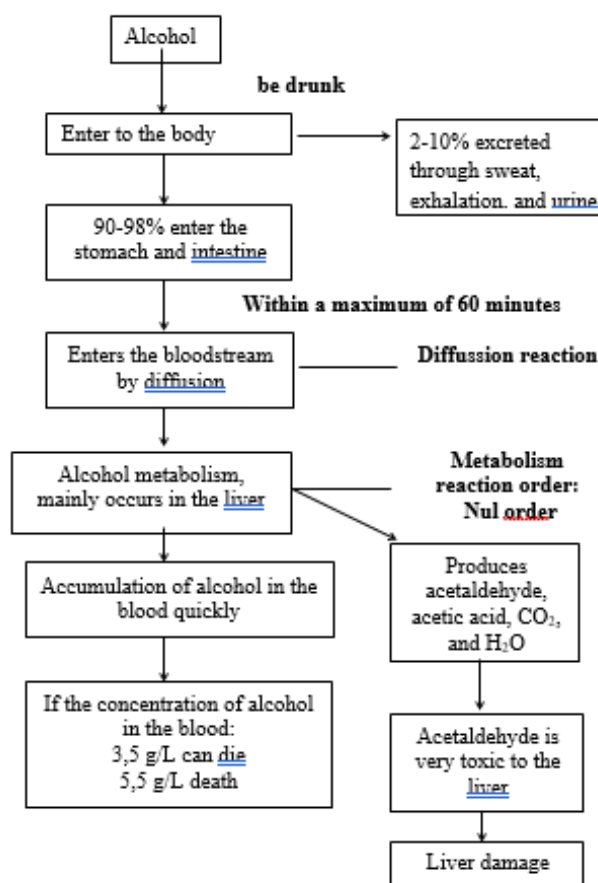 Alcohol
be drunk
Enter to the body
2-10% excreted
through sweat,
exhalation. and urine
90-98% enter the
stomach and intestine
Within a maximum of 60 minutes
Enters the bloodstream
by diffusion
Diffussion reaction
Alcohol metabolism,
mainly occurs in the liver
Metabolism
reaction order:
Nul order
Accumulation of alcohol in the
blood quickly
Produces
acetaldehyde,
acetic acid, CO₂,
and H₂O
If the concentration of alcohol
in the blood:
3,5 g/L can die
5,5 g/L death
Acetaldehyde is
very toxic to the
liver
Liver damage